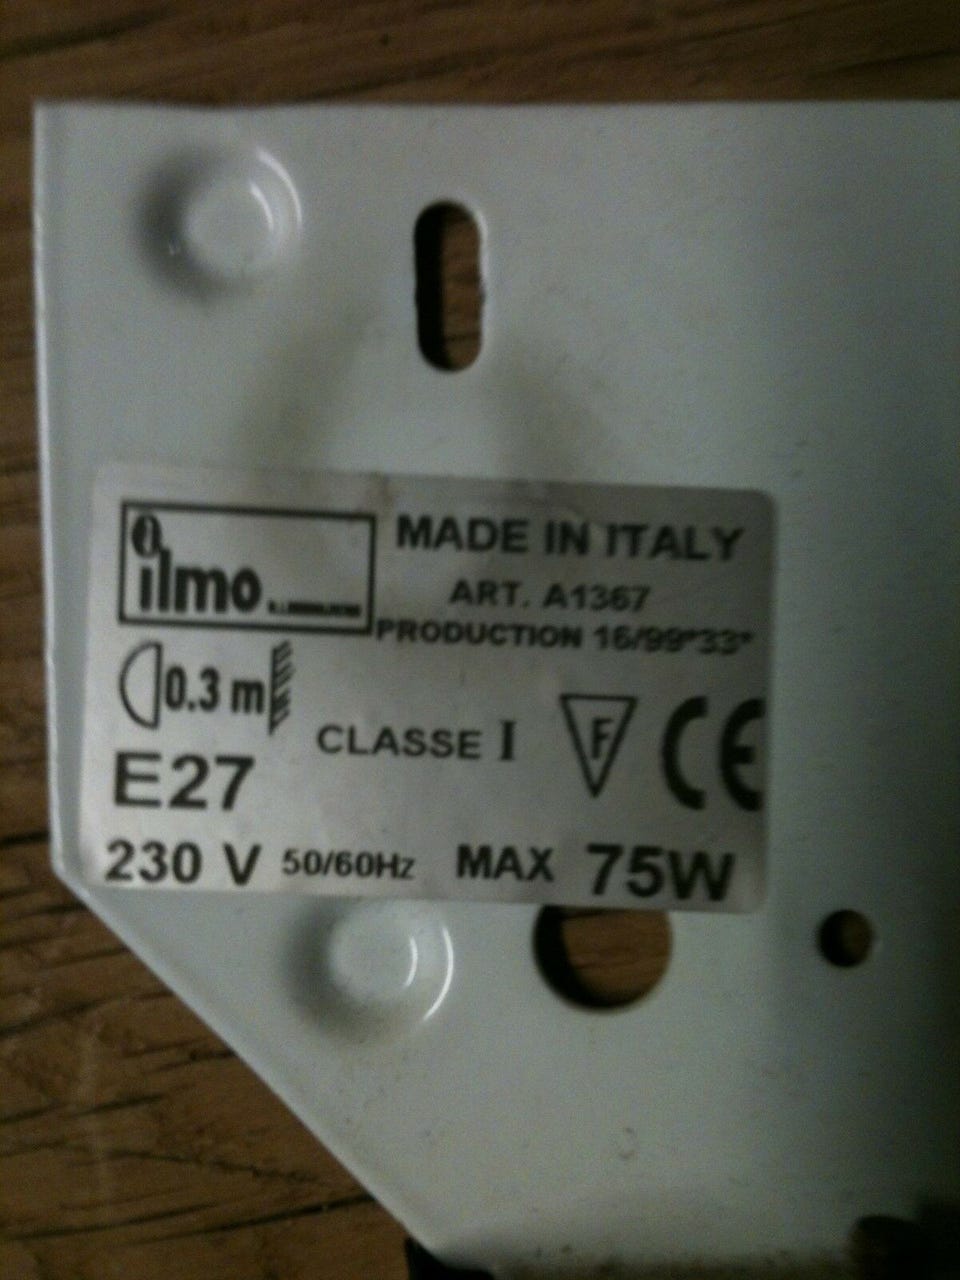 ilmo
MADE IN ITALY
ART. A1367
PRODUCTION 16/99*33*
0.3 m
CLASSE I
F
CE
E27
230 V 50/60Hz MAX 75W